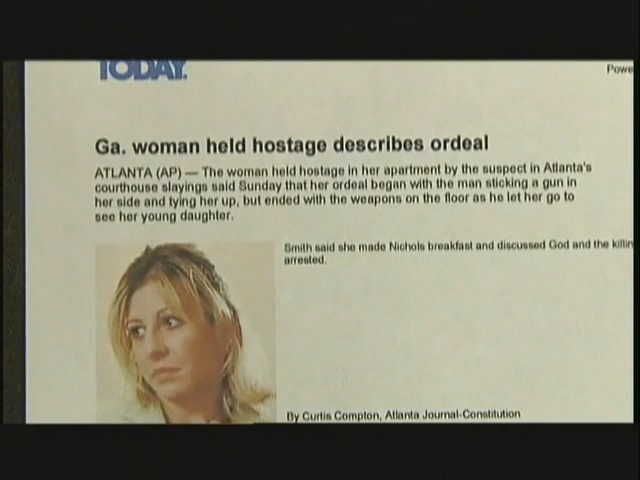 TODAY.
Powe
Ga. woman held hostage describes ordeal
ATLANTA (AP) — The woman held hostage in her apartment by the suspect in Atlanta's
courthouse slayings said Sunday that her ordeal began with the man sticking a gun in
her side and tying her up, but ended with the weapons on the floor as he let her go to
see her young daughter.
Smith said she made Nichols breakfast and discussed God and the killin
arrested.
By Curtis Compton, Atlanta Journal-Constitution